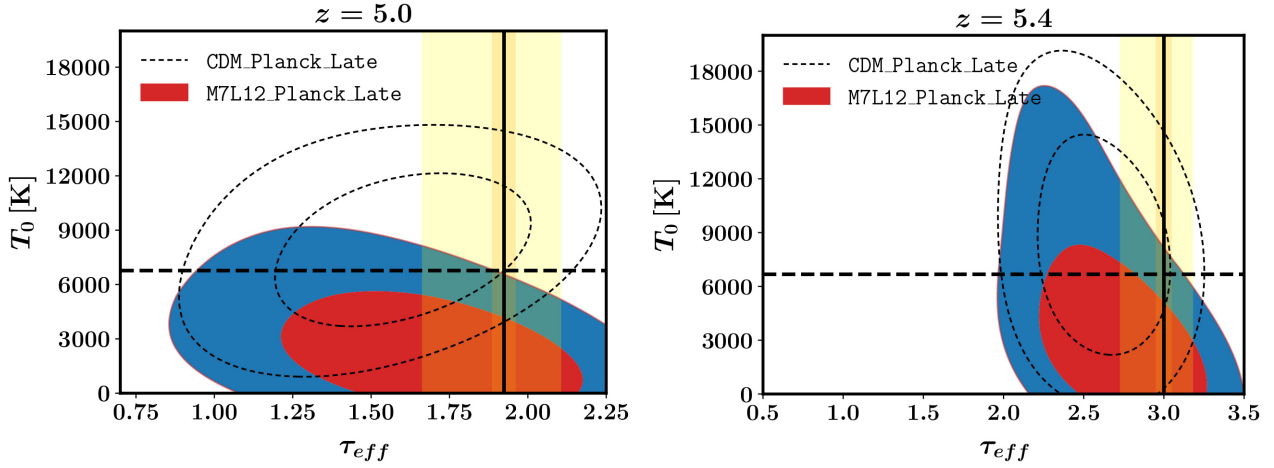 z = 5.0
18000
15000
12000
9000
6000
3000
0
T₀ [K]
CDM_Planck_Late
M7L12_Planck_Late
0.75 1.00 1.25 1.50 1.75 2.00 2.25
τ_eff
z = 5.4
18000
15000
12000
9000
6000
3000
0
T₀ [K]
CDM_Planck_Late
M7L12_Planck_Late
0.5 1.0 1.5 2.0 2.5 3.0 3.5
τ_eff